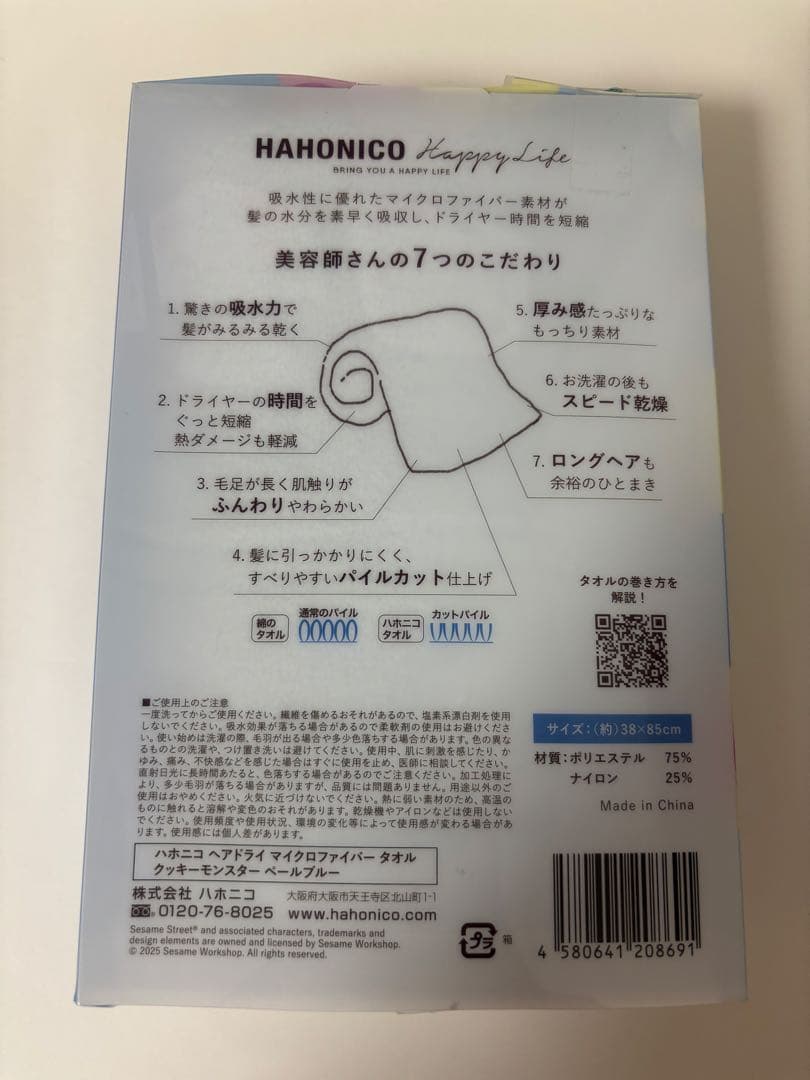 HAHONICO Happy Life
BRING YOU A HAPPY LIFE
吸水性に優れたマイクロファイバー素材が
髪の水分を素早く吸収し、ドライヤー時間を短縮
美容師さんの7つのこだわり
1. 驚きの吸水力で
髪がみるみる乾く
2. ドライヤーの時間を
ぐっと短縮
熱ダメージも軽減
3. 毛足が長く肌触りが
ふんわりやわらかい
4. 髪に引っかかりにくく、
すべりやすいパイルカット仕上げ
5. 厚み感たっぷりな
もっちり素材
6. お洗濯の後も
スピード乾燥
7. ロングヘアも
余裕のひとまき
綿の
タオル
通常のパイル
ハホニコ
タオル
カットパイル
タオルの巻き方を
解説！
■ご使用上のご注意
一度洗ってからご使用ください。繊維を傷めるおそれがあるので、塩素系漂白剤を使用
しないでください。吸水効果が落ちる場合があるので柔軟剤の使用はお避けくださ
い。使い始めは洗濯の際、毛羽が出る場合や多少色落ちする場合があります。色の異な
るものとの洗濯や、つけ置き洗いは避けてください。使用中、肌に刺激を感じたり、か
ゆみ、痛み、不快感などを感じた場合はすぐに使用を止め、医師に相談してください。
直射日光に長時間あたると、色落ちする場合があるのでご注意ください。加工処理に
より、多少毛羽が落ちる場合がありますが、品質には問題ありません。用途以外のご
使用はおやめください。火気に近づけないでください。熱に弱い素材のため、高温の
ものに触れると溶解や変色のおそれがあります。乾燥機やアイロンなどは使用しない
でください。使用頻度や使用状況、環境の変化等によって使用感が変わる場合があ
ります。使用感には個人差があります。
サイズ：(約)38×85cm
材質：ポリエステル 75%
ナイロン 25%
Made in China
ハホニコ ヘアドライ マイクロファイバー タオル
クッキーモンスター ペールブルー
株式会社 ハホニコ 大阪府大阪市天王寺区北山町1-1
0120-76-8025 www.hahonico.com
Sesame Street® and associated characters, trademarks and
design elements are owned and licensed by Sesame Workshop.
© 2025 Sesame Workshop. All rights reserved.
プラ 箱
4 580641 208691